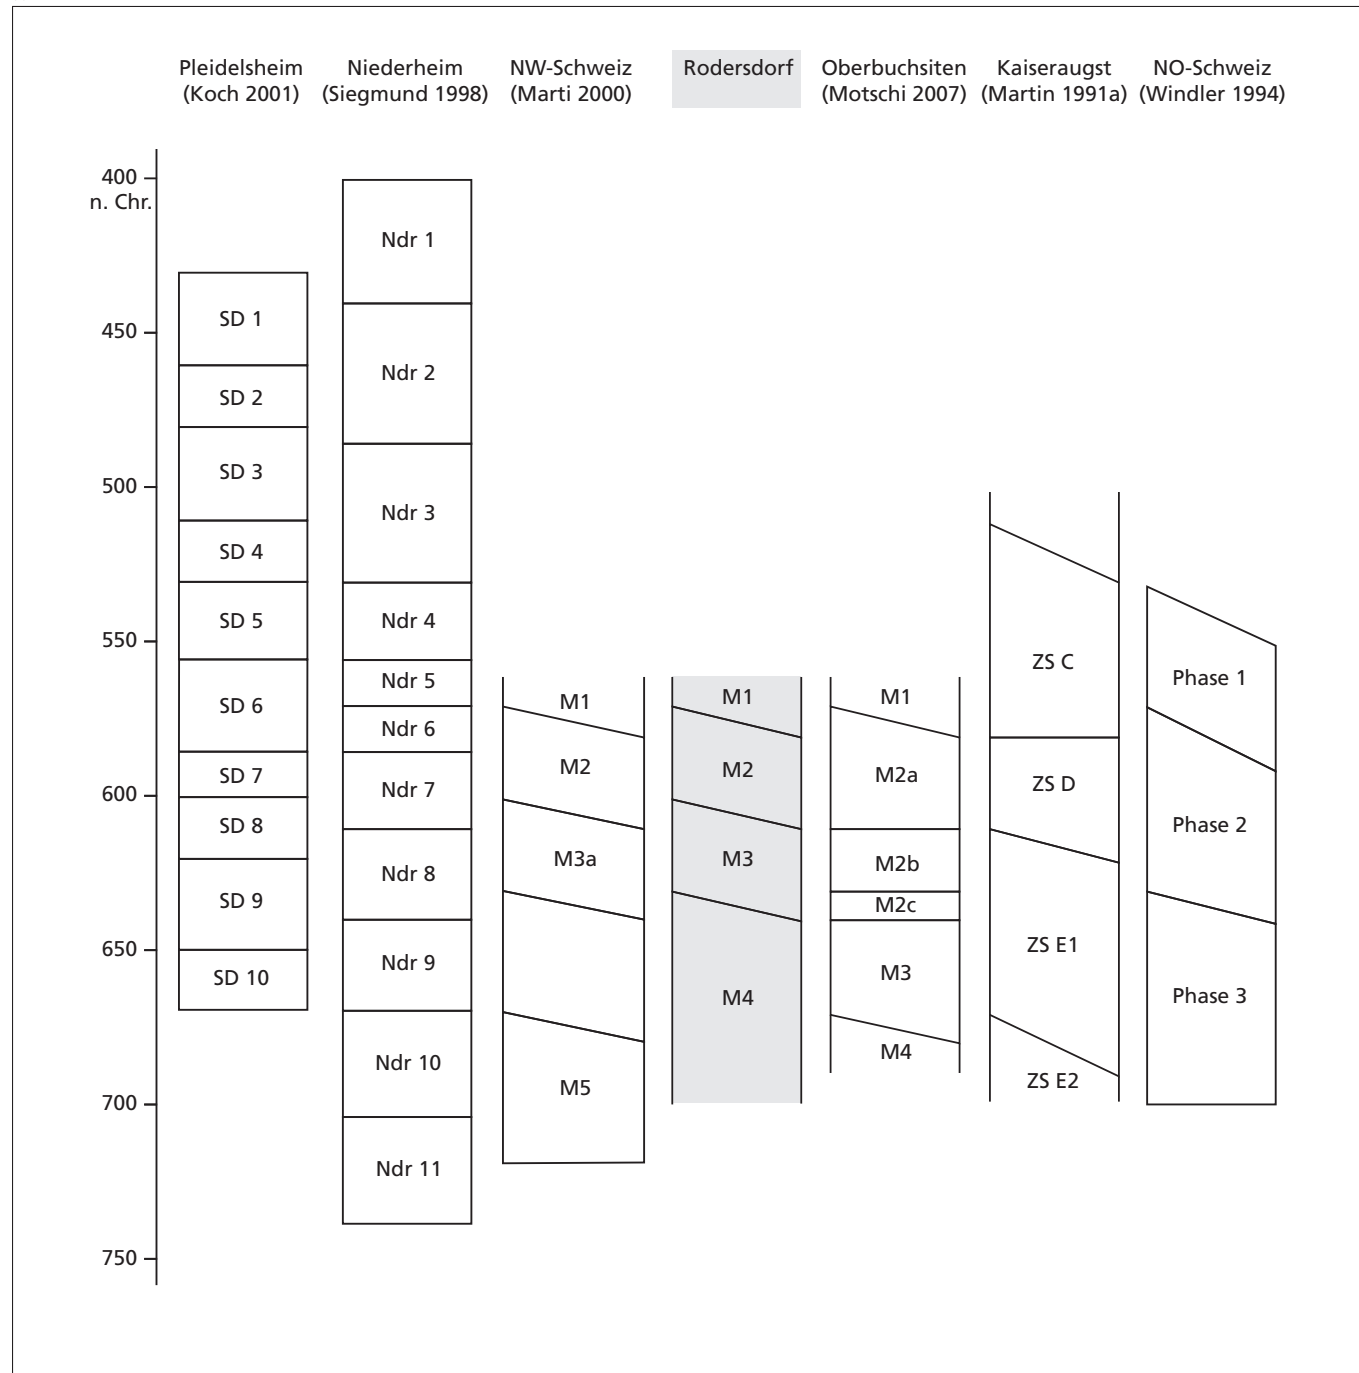 Pleidelsheim
(Koch 2001)
Niederheim
(Siegmund 1998)
NW-Schweiz
(Marti 2000)
Rodersdorf
Oberbuchsiten
(Motschi 2007)
Kaiseraugst
(Martin 1991a)
NO-Schweiz
(Windler 1994)
400
n. Chr.
450
500
550
600
650
700
750
SD 1
SD 2
SD 3
SD 4
SD 5
SD 6
SD 7
SD 8
SD 9
SD 10
Ndr 1
Ndr 2
Ndr 3
Ndr 4
Ndr 5
Ndr 6
Ndr 7
Ndr 8
Ndr 9
Ndr 10
Ndr 11
M1
M2
M3a
M5
M1
M2
M3
M4
M1
M2a
M2b
M2c
M3
M4
ZS C
ZS D
ZS E1
ZS E2
Phase 1
Phase 2
Phase 3